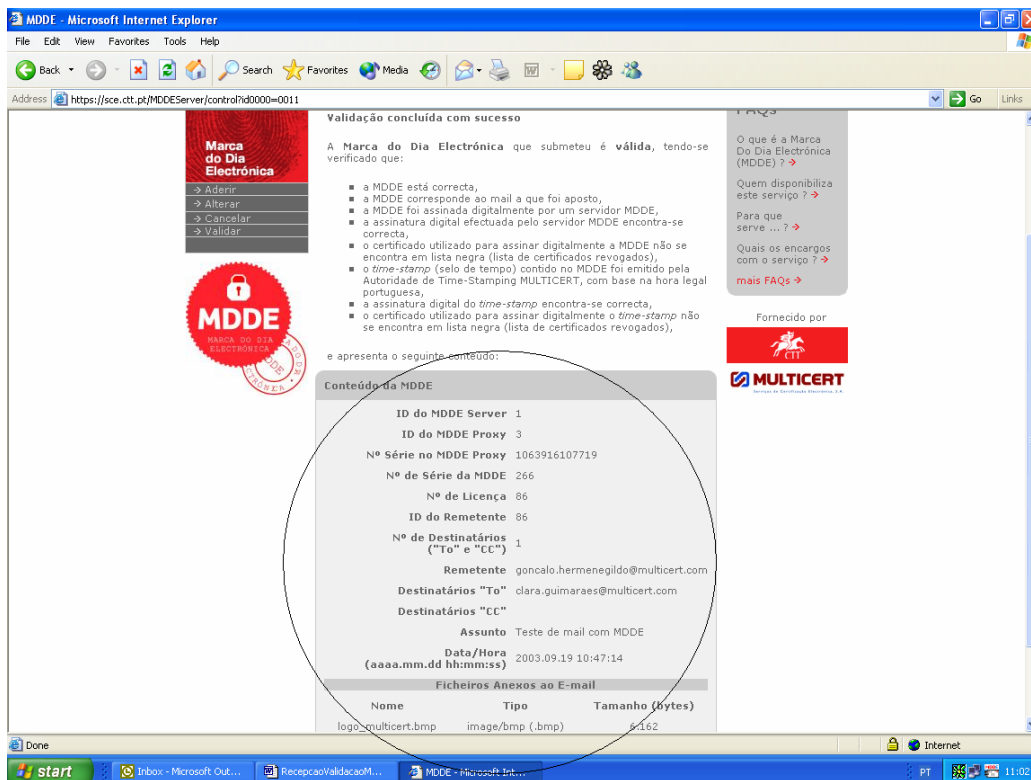 MDDE - Microsoft Internet Explorer
File Edit View Favorites Tools Help
Back Search Favorites Media
Address https://sce.ctt.pt/MDDEServer/control?id0000=0011 Go Links
Marca
do Dia
Electrónica
→ Aderir
→ Alterar
→ Cancelar
→ Validar
MDDE
MARCA DO DIA
ELECTRÓNICA
Validação concluída com sucesso
A Marca do Dia Electrónica que submeteu é válida, tendo-se
verificado que:
a MDDE está correcta,
a MDDE corresponde ao mail a que foi aposto,
a MDDE foi assinada digitalmente por um servidor MDDE,
a assinatura digital efectuada pelo servidor MDDE encontra-se
correcta,
o certificado utilizado para assinar digitalmente a MDDE não se
encontra em lista negra (lista de certificados revogados),
o time-stamp (selo de tempo) contido no MDDE foi emitido pela
Autoridade de Time-Stamping MULTICERT, com base na hora legal
portuguesa,
a assinatura digital do time-stamp encontra-se correcta,
o certificado utilizado para assinar digitalmente o time-stamp não
se encontra em lista negra (lista de certificados revogados),
e apresenta o seguinte conteúdo:
Conteúdo da MDDE
ID do MDDE Server 1
ID do MDDE Proxy 3
Nº Série no MDDE Proxy 1063916107719
Nº de Série da MDDE 266
Nº de Licença 86
ID do Remetente 86
Nº de Destinatários
("To" e "CC") 1
Remetente goncalo.hermenegildo@multicert.com
Destinatários "To" clara.guimaraes@multicert.com
Destinatários "CC"
Assunto Teste de mail com MDDE
Data/Hora
(aaaa.mm.dd hh:mm:ss) 2003.09.19 10:47:14
Ficheiros Anexos ao E-mail
Nome Tipo Tamanho (bytes)
logo_multicert.bmp image/bmp (.bmp) 6.162
FAQs
O que é a Marca
Do Dia Electrónica
(MDDE) ? →
Quem disponibiliza
este serviço ? →
Para que
serve ... ? →
Quais os encargos
com o serviço ? →
mais FAQs →
Fornecido por
CTT
MULTICERT
Serviços de Certificação Electrónica, S.A.
Done Internet
start Inbox - Microsoft Out... RecepcaoValidacaoM... MDDE - Microsoft Int... PT 11:02